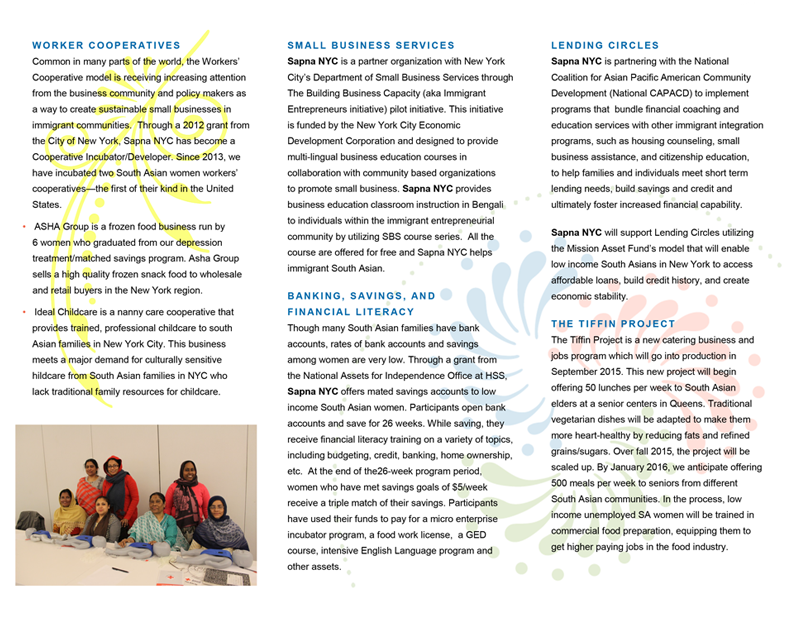 WORKER COOPERATIVES
Common in many parts of the world, the Workers'
Cooperative model is receiving increasing attention
from the business community and policy makers as
a way to create sustainable small businesses in
immigrant communities. Through a 2012 grant from
the City of New York, Sapna NYC has become a
Cooperative Incubator/Developer. Since 2013, we
have incubated two South Asian women workers'
cooperatives—the first of their kind in the United
States.
• ASHA Group is a frozen food business run by
6 women who graduated from our depression
treatment/matched savings program. Asha Group
sells a high quality frozen snack food to wholesale
and retail buyers in the New York region.
• Ideal Childcare is a nanny care cooperative that
provides trained, professional childcare to south
Asian families in New York City. This business
meets a major demand for culturally sensitive
hildcare from South Asian families in NYC who
lack traditional family resources for childcare.
SMALL BUSINESS SERVICES
Sapna NYC is a partner organization with New York
City's Department of Small Business Services through
The Building Business Capacity (aka Immigrant
Entrepreneurs initiative) pilot initiative. This initiative
is funded by the New York City Economic
Development Corporation and designed to provide
multi-lingual business education courses in
collaboration with community based organizations
to promote small business. Sapna NYC provides
business education classroom instruction in Bengali
to individuals within the immigrant entrepreneurial
community by utilizing SBS course series. All the
course are offered for free and Sapna NYC helps
immigrant South Asian.
BANKING, SAVINGS, AND
FINANCIAL LITERACY
Though many South Asian families have bank
accounts, rates of bank accounts and savings
among women are very low. Through a grant from
the National Assets for Independence Office at HSS,
Sapna NYC offers mated savings accounts to low
income South Asian women. Participants open bank
accounts and save for 26 weeks. While saving, they
receive financial literacy training on a variety of topics,
including budgeting, credit, banking, home ownership,
etc. At the end of the26-week program period,
women who have met savings goals of $5/week
receive a triple match of their savings. Participants
have used their funds to pay for a micro enterprise
incubator program, a food work license, a GED
course, intensive English Language program and
other assets.
LENDING CIRCLES
Sapna NYC is partnering with the National
Coalition for Asian Pacific American Community
Development (National CAPACD) to implement
programs that bundle financial coaching and
education services with other immigrant integration
programs, such as housing counseling, small
business assistance, and citizenship education,
to help families and individuals meet short term
lending needs, build savings and credit and
ultimately foster increased financial capability.
Sapna NYC will support Lending Circles utilizing
the Mission Asset Fund's model that will enable
low income South Asians in New York to access
affordable loans, build credit history, and create
economic stability.
THE TIFFIN PROJECT
The Tiffin Project is a new catering business and
jobs program which will go into production in
September 2015. This new project will begin
offering 50 lunches per week to South Asian
elders at a senior centers in Queens. Traditional
vegetarian dishes will be adapted to make them
more heart-healthy by reducing fats and refined
grains/sugars. Over fall 2015, the project will be
scaled up. By January 2016, we anticipate offering
500 meals per week to seniors from different
South Asian communities. In the process, low
income unemployed SA women will be trained in
commercial food preparation, equipping them to
get higher paying jobs in the food industry.